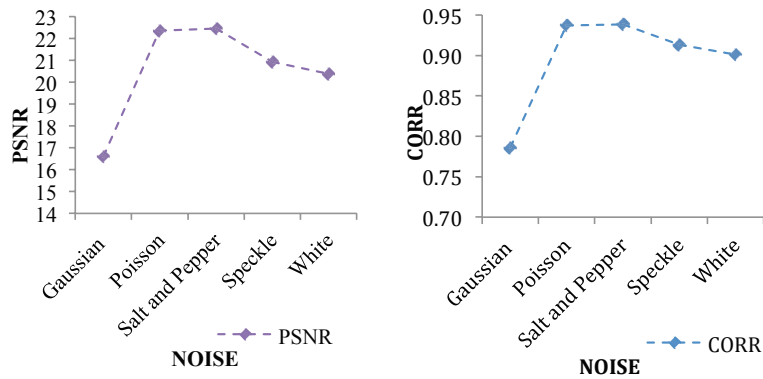 23
22
21
20
19
18
17
16
15
14
PSNR
Gaussian
Poisson
Salt and Pepper
Speckle
White
PSNR
NOISE
0.95
0.90
0.85
0.80
0.75
0.70
CORR
Gaussian
Poisson
Salt and Pepper
Speckle
White
CORR
NOISE